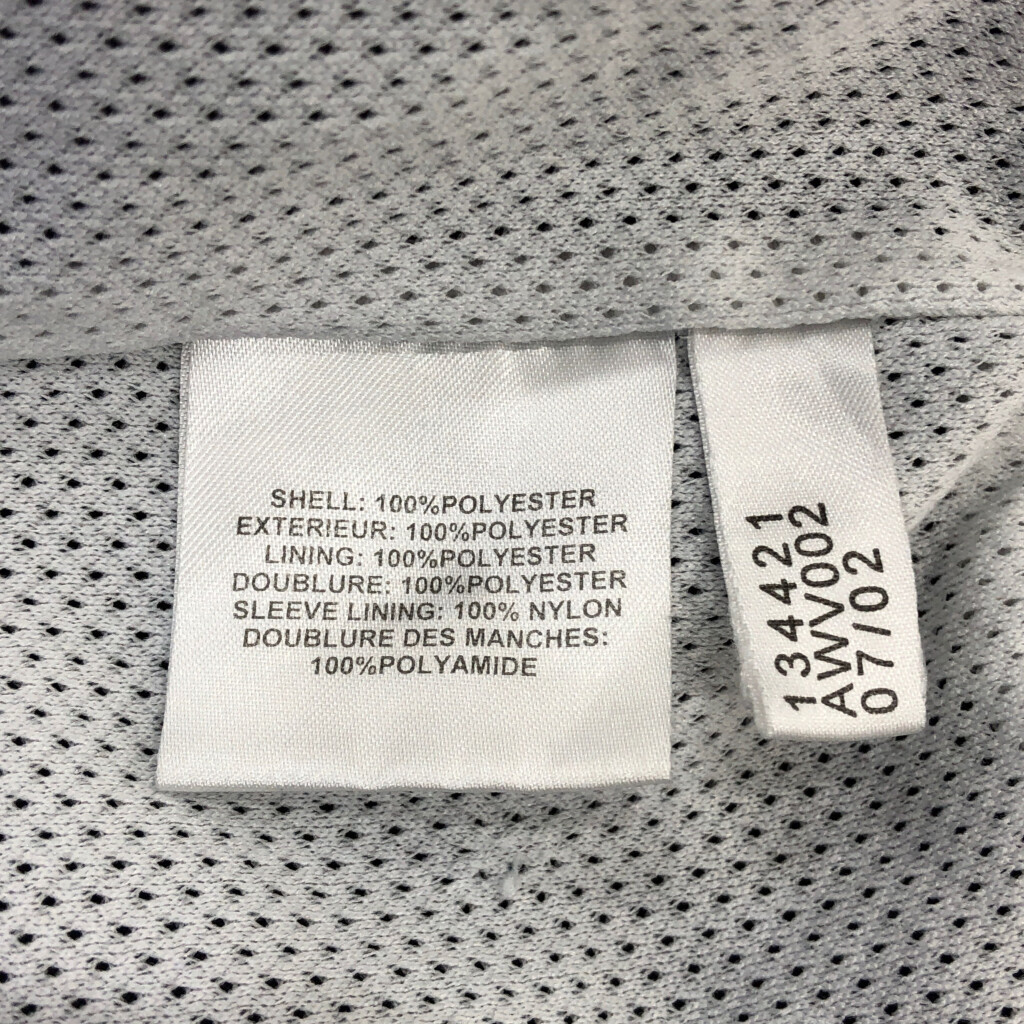 SHELL: 100%POLYESTER
EXTERIEUR: 100%POLYESTER
LINING: 100%POLYESTER
DOUBLURE: 100%POLYESTER
SLEEVE LINING: 100% NYLON
DOUBLURE DES MANCHES:
100%POLYAMIDE
134421
AWV002
07/02